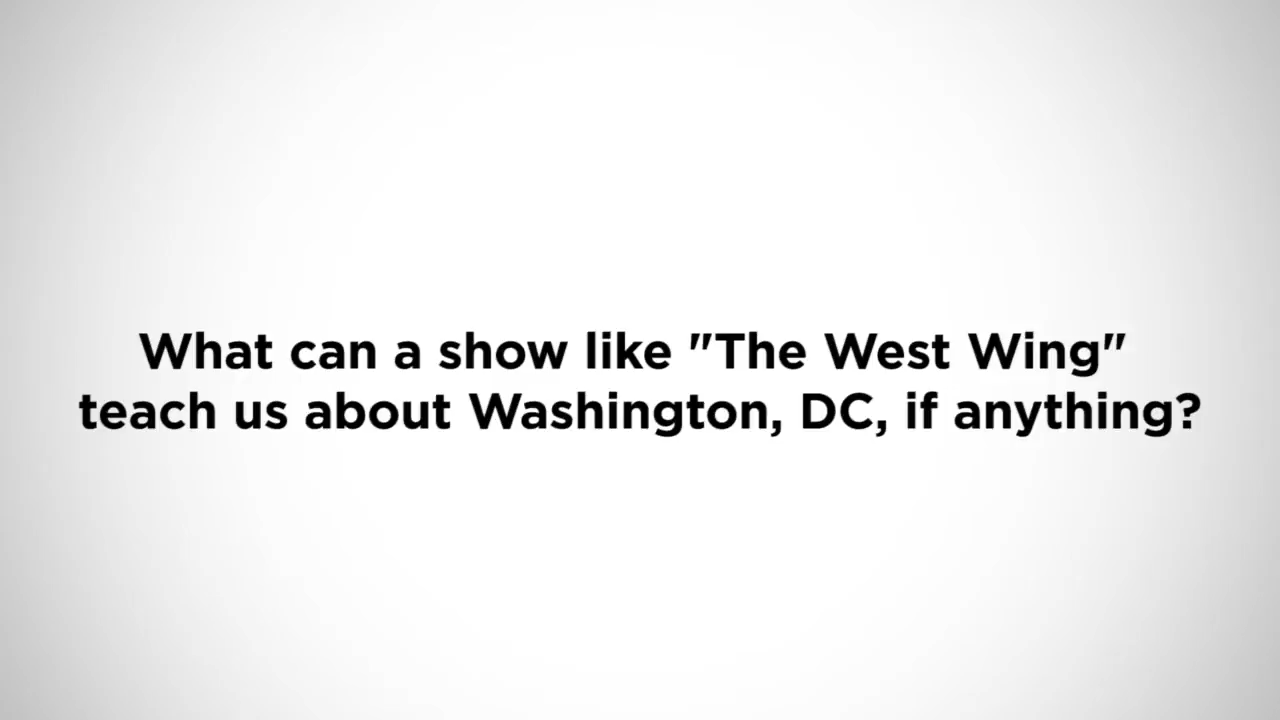 What can a show like "The West Wing"
teach us about Washington, DC, if anything?